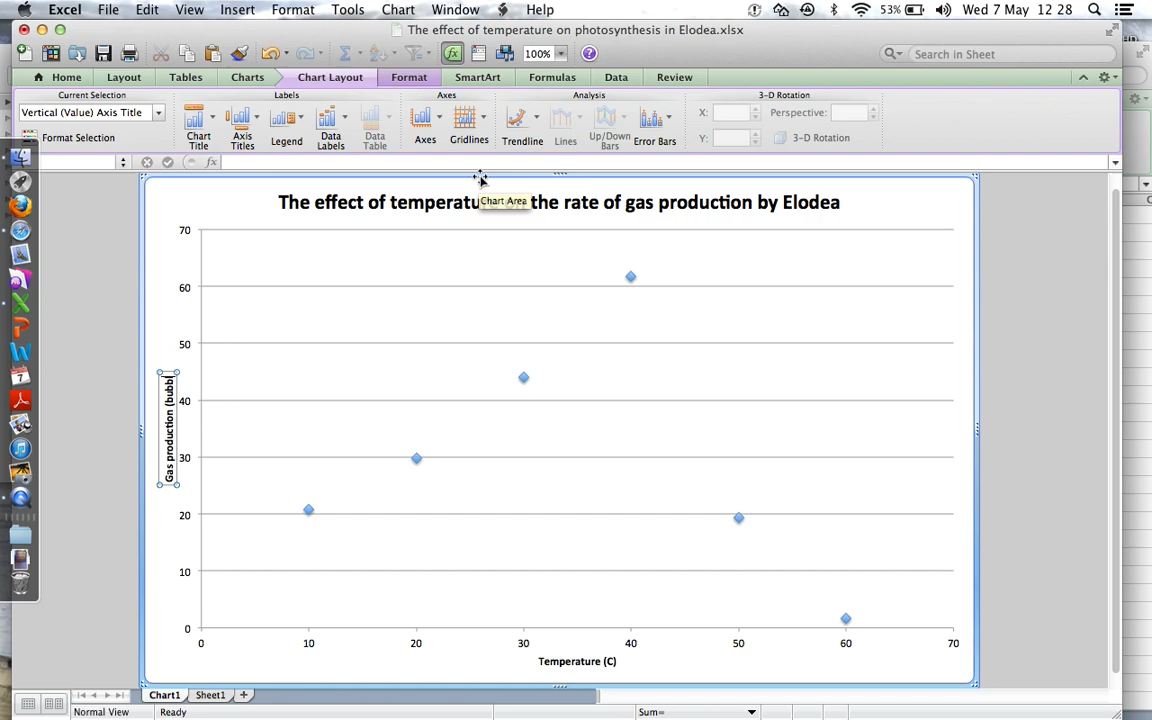 Excel File Edit View Insert Format Tools Chart Window Help 53% Wed 7 May 12 28
The effect of temperature on photosynthesis in Elodea.xlsx
100% Search in Sheet
Home Layout Tables Charts Chart Layout Format SmartArt Formulas Data Review
Current Selection Labels Axes Analysis 3-D Rotation
Vertical (Value) Axis Title X: Perspective:
Format Selection Chart Title Axis Titles Legend Data Labels Data Table Axes Gridlines Trendline Lines Up/Down Bars Error Bars Y: 3-D Rotation
fx
The effect of temperatu the rate of gas production by Elodea
Chart Area
70
60
50
40
30
20
10
0
Gas production (bubbl
0 10 20 30 40 50 60 70
Temperature (C)
Chart1 Sheet1
Normal View Ready Sum=